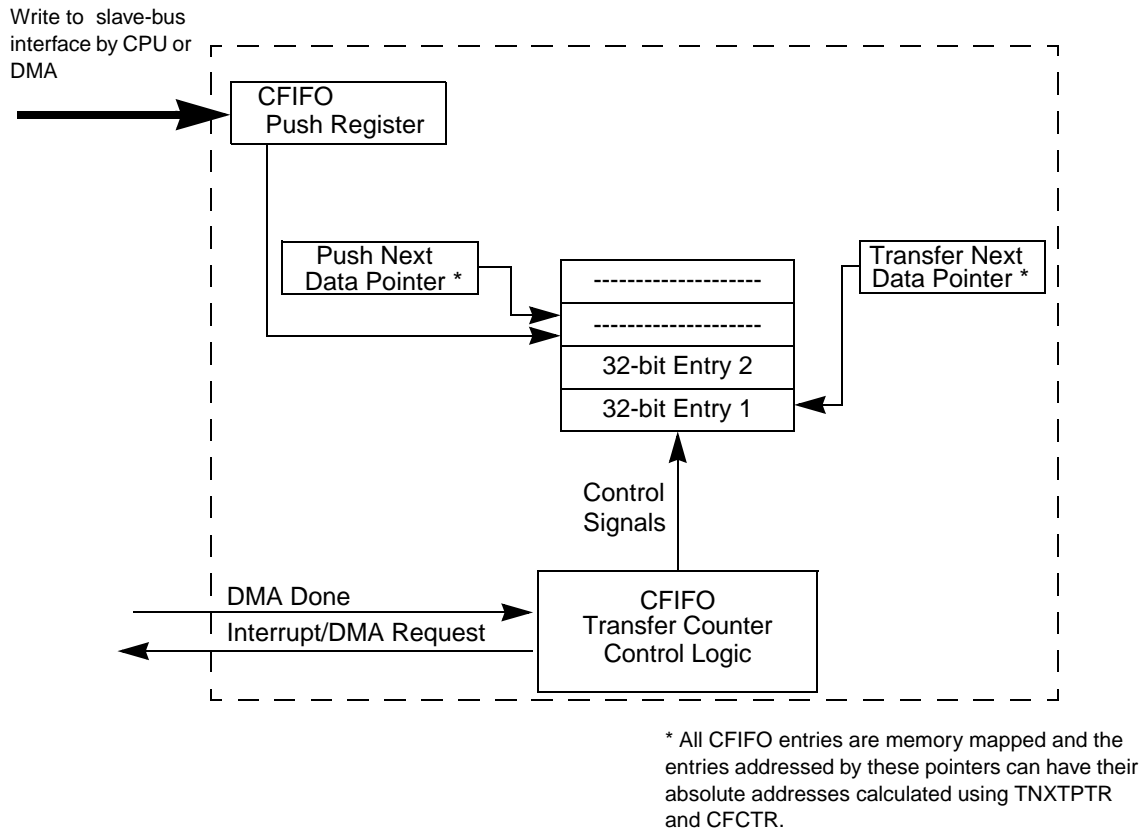 Write to slave-bus
interface by CPU or
DMA
CFIFO
Push Register
Push Next
Data Pointer *
Transfer Next
Data Pointer *
--------------------
--------------------
32-bit Entry 2
32-bit Entry 1
Control
Signals
DMA Done
Interrupt/DMA Request
CFIFO
Transfer Counter
Control Logic
* All CFIFO entries are memory mapped and the
entries addressed by these pointers can have their
absolute addresses calculated using TNXTPTR
and CFCTR.